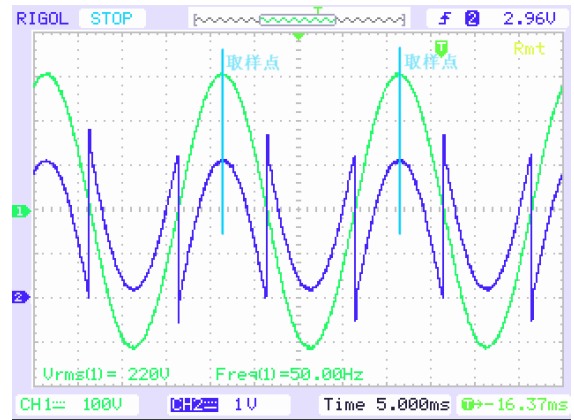 RIGOL STOP T f 2 2.96V
T Rmt
取样点 取样点
1
2
Vrms(1)= 220V Freq(1)=50.00Hz
CH1 100V CH2 1V Time 5.000ms T→-16.37ms